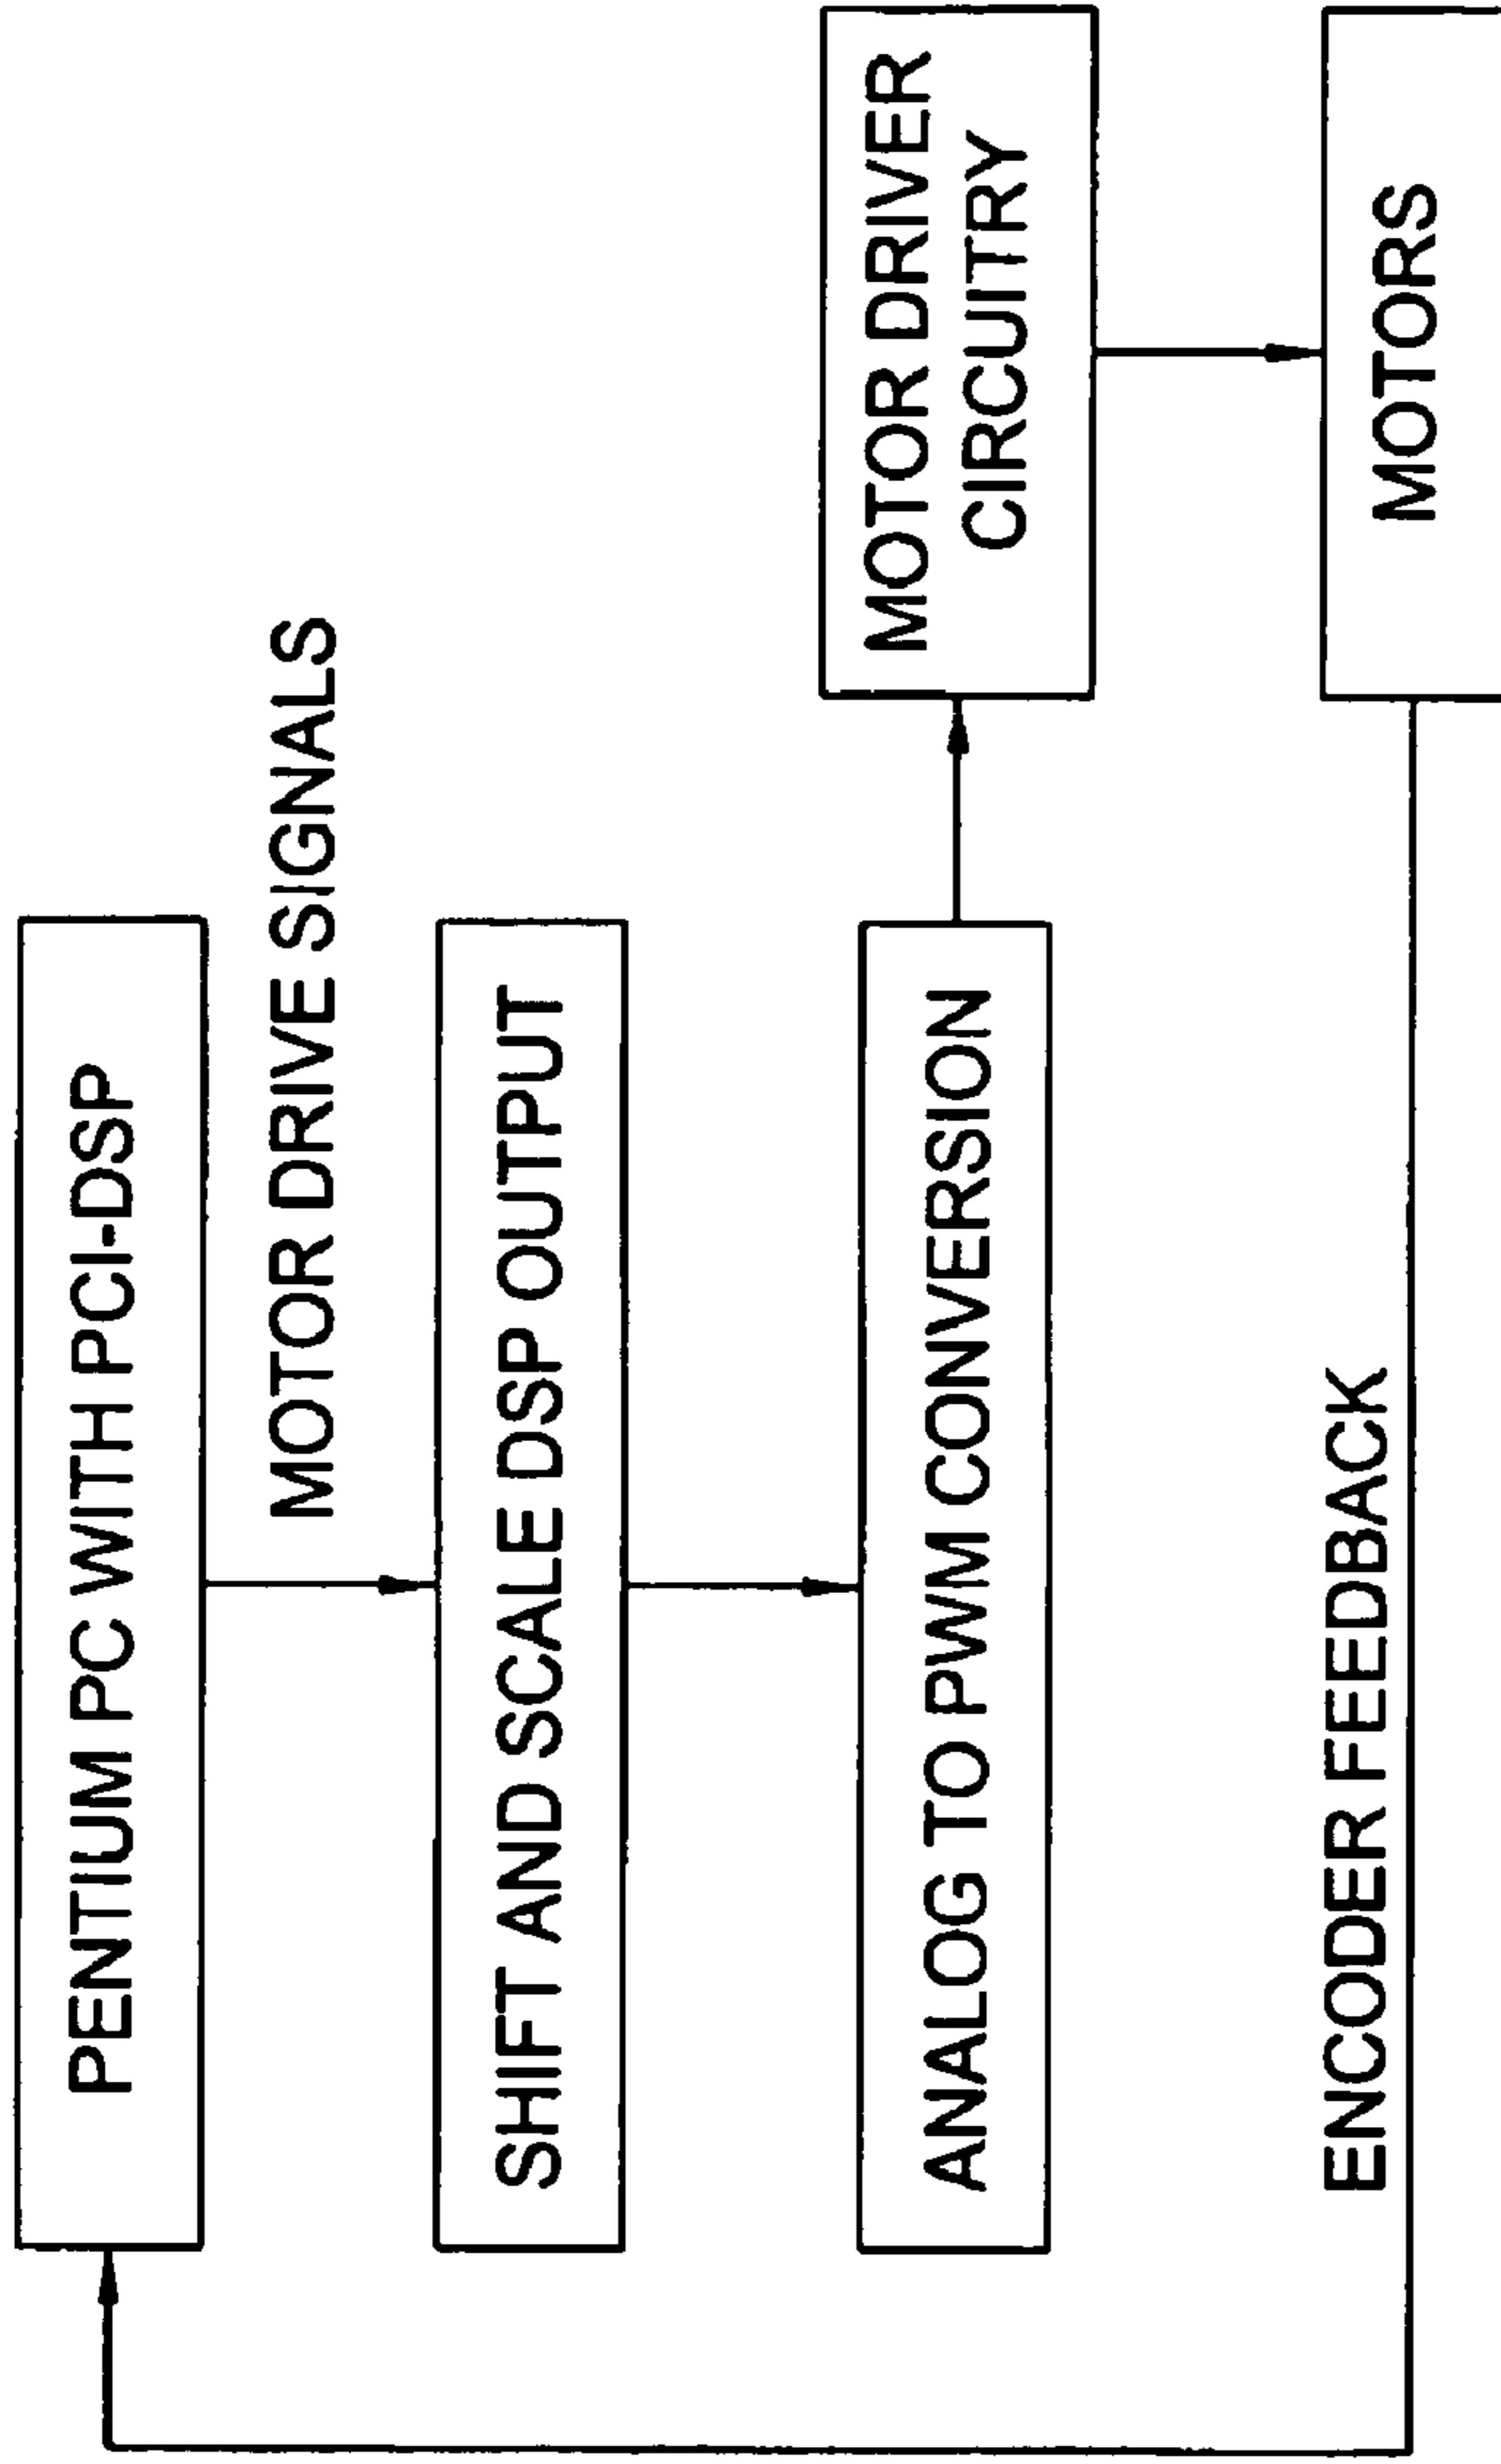 PENTIUM PC WITH PCI-DSP
MOTOR DRIVE SIGNALS
SHIFT AND SCALE DSP OUTPUT
ANALOG TO PWM CONVERSION
MOTOR DRIVER
CIRCUITRY
ENCODER FEEDBACK
MOTORS